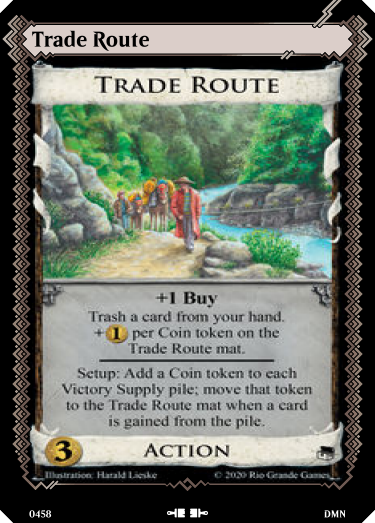 Trade Route
TRADE ROUTE
+1 Buy
Trash a card from your hand.
+1 per Coin token on the
Trade Route mat.
Setup: Add a Coin token to each
Victory Supply pile; move that token
to the Trade Route mat when a card
is gained from the pile.
3
ACTION
Illustration: Harald Lieske © 2020 Rio Grande Games
0458 DMN